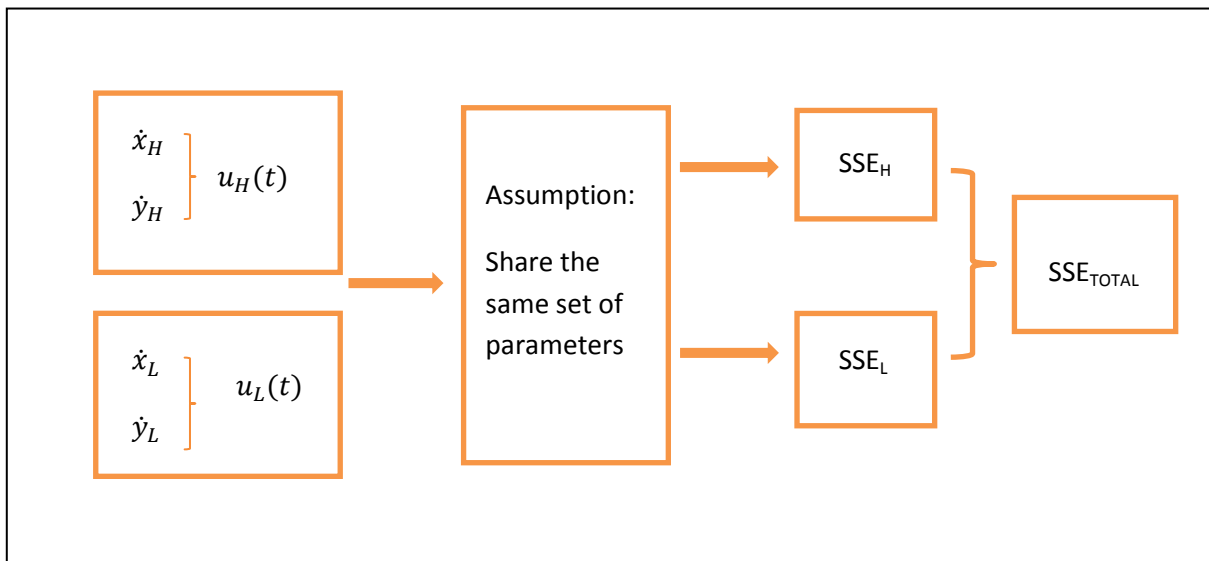 ẋ_H
u_H(t)
ẏ_H
ẋ_L
u_L(t)
ẏ_L
Assumption:
Share the
same set of
parameters
SSE_H
SSE_L
SSE_TOTAL